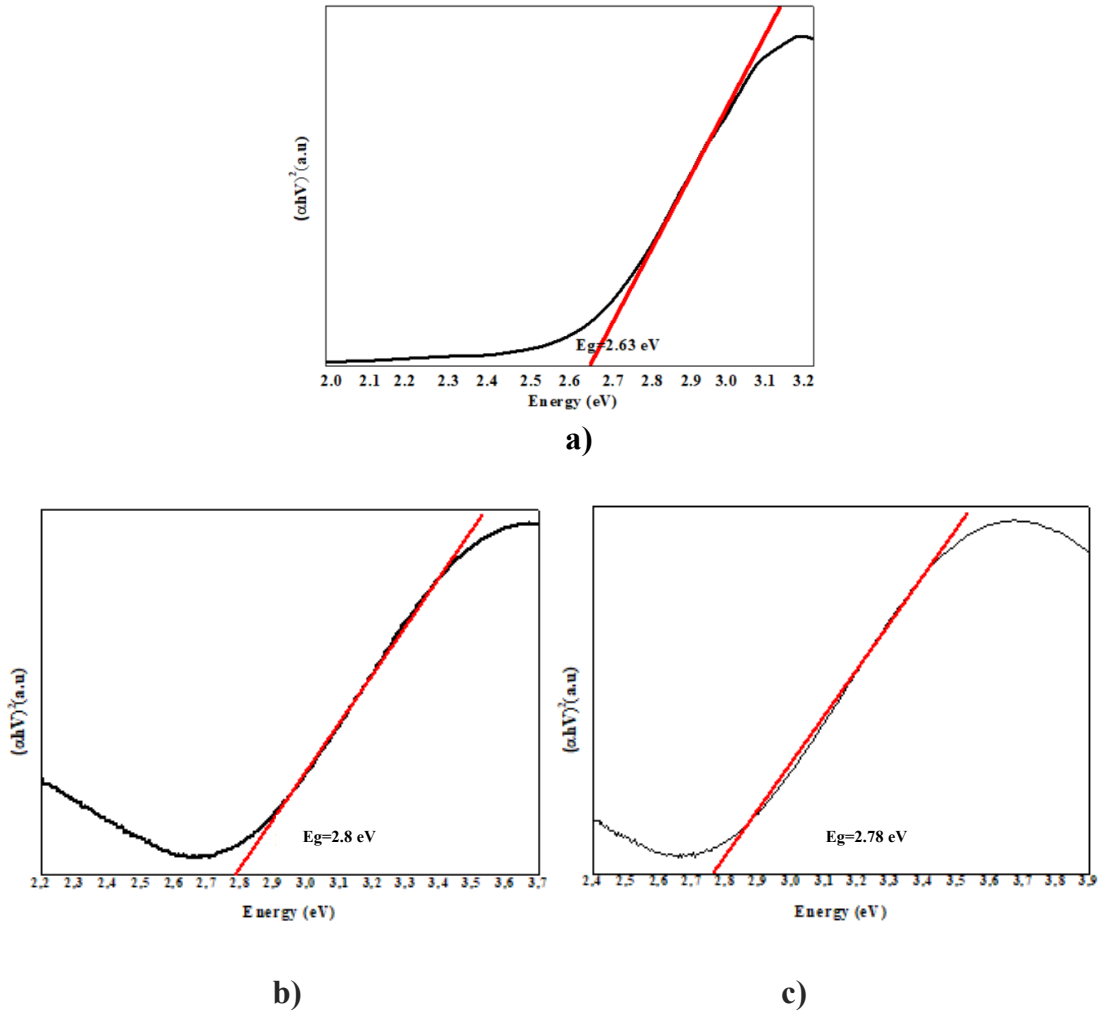 (αhV)²(a.u)
Eg=2.63 eV
2.0 2.1 2.2 2.3 2.4 2.5 2.6 2.7 2.8 2.9 3.0 3.1 3.2
Energy (eV)
a)
(αhV)²(a.u)
Eg=2.8 eV
2,2 2,3 2,4 2,5 2,6 2,7 2,8 2,9 3,0 3,1 3,2 3,3 3,4 3,5 3,6 3,7
Energy (eV)
b)
(αhV)²(a.u)
Eg=2.78 eV
2,4 2,5 2,6 2,7 2,8 2,9 3,0 3,1 3,2 3,3 3,4 3,5 3,6 3,7 3,8 3,9
Energy (eV)
c)